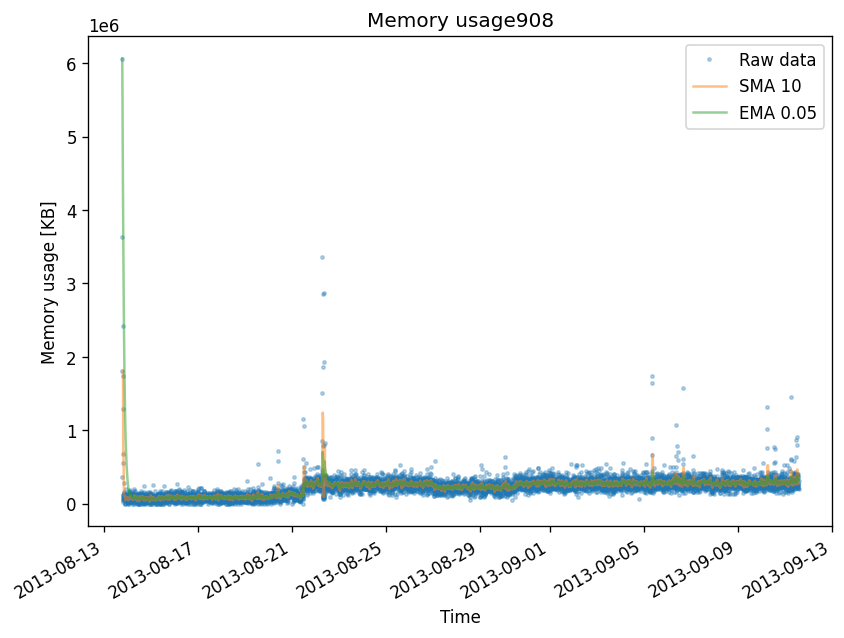 Memory usage908
1e6
Raw data
SMA 10
EMA 0.05
6
5
4
3
2
1
0
Memory usage [KB]
2013-08-13
2013-08-17
2013-08-21
2013-08-25
2013-08-29
2013-09-01
2013-09-05
2013-09-09
2013-09-13
Time